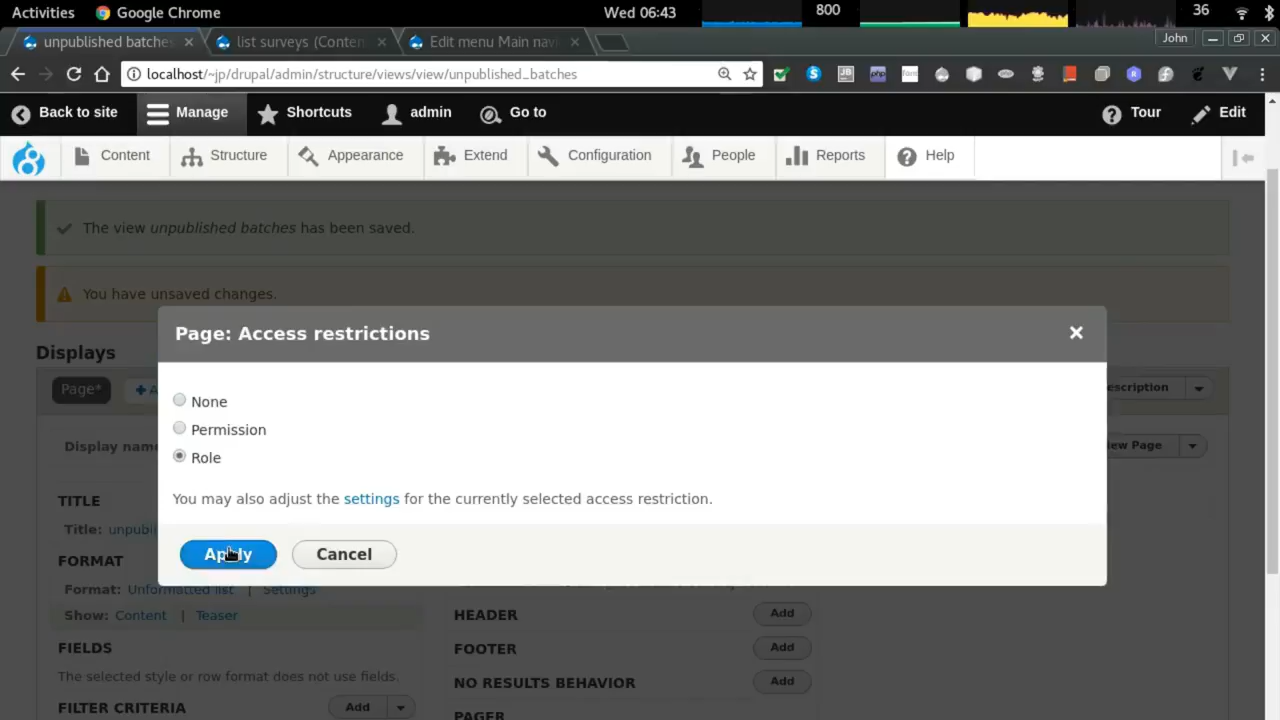 Activities Google Chrome Wed 06:43 800 36
unpublished batches list surveys (Conten Edit menu Main navi John
localhost/~jp/drupal/admin/structure/views/view/unpublished_batches
Back to site Manage Shortcuts admin Go to Tour Edit
Content Structure Appearance Extend Configuration People Reports Help
The view unpublished batches has been saved.
You have unsaved changes.
Page: Access restrictions
Displays
Page* + A escription
None
Permission
Display name iew Page
Role
You may also adjust the settings for the currently selected access restriction.
TITLE
Title: unpubli
Apply Cancel
FORMAT
Format: Unformatted list | Settings
Show: Content | Teaser
HEADER Add
FIELDS
FOOTER Add
The selected style or row format does not use fields.
NO RESULTS BEHAVIOR Add
FILTER CRITERIA Add
PAGER